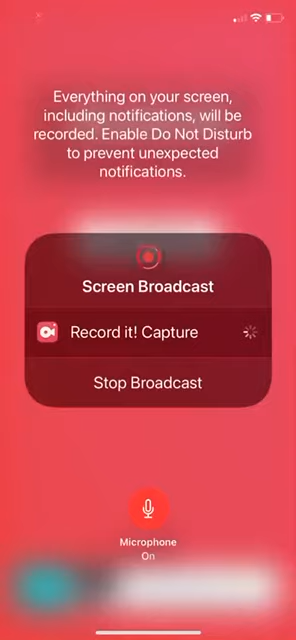 Everything on your screen,
including notifications, will be
recorded. Enable Do Not Disturb
to prevent unexpected
notifications.
Screen Broadcast
Record it! Capture
Stop Broadcast
Microphone
On